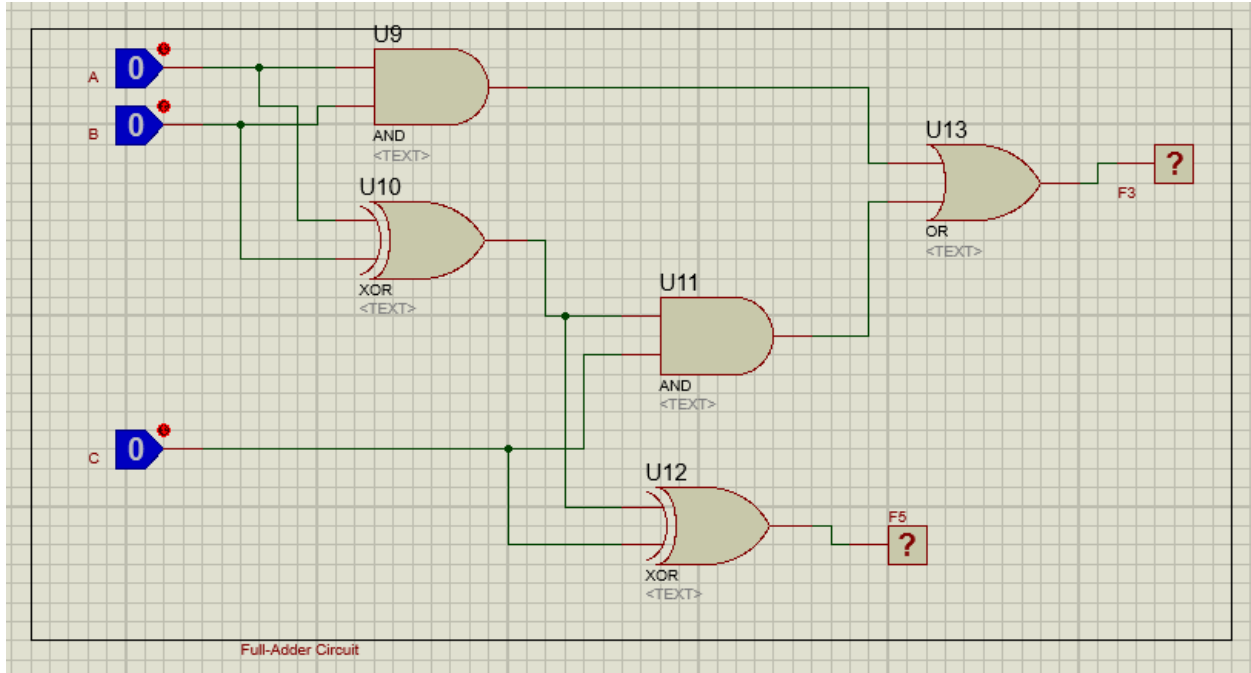 U9
A
0
B
0
AND
<TEXT>
U10
XOR
<TEXT>
U13
OR
<TEXT>
?
F3
U11
AND
<TEXT>
C
0
U12
XOR
<TEXT>
F5
?
Full-Adder Circuit